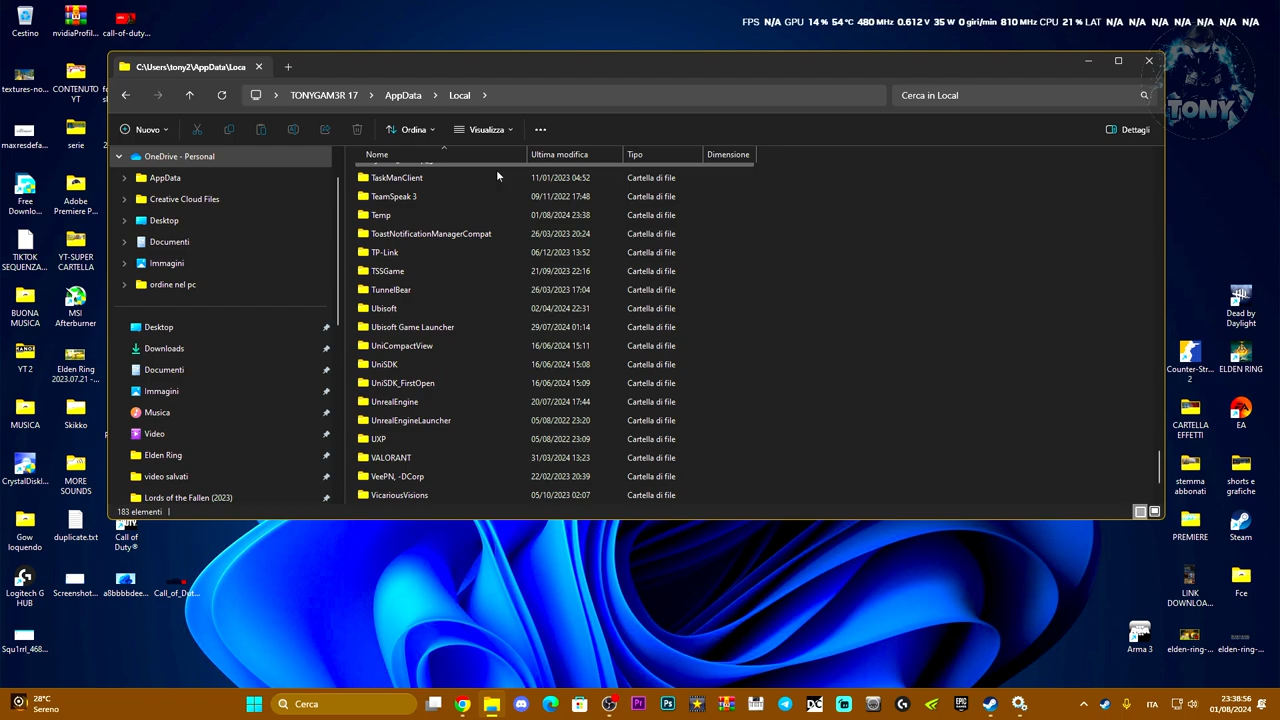 FPS N/A GPU 14 % 54 °C 480 MHz 0.612 V 35 W 0 giri/min 810 MHz CPU 21 % LAT N/A N/A N/A N/A N/A N/A N/A
Cestino
nvidiaProfil...
call-of-duty...
textures-no...
CONTENUTO YT
maxresdefa...
serie
Free Downlo...
Adobe Premiere P...
TIKTOK SEQUENZA...
YT-SUPER CARTELLA
BUONA MUSICA
MSI Afterburner
YT 2
Elden Ring 2023.07.21 -...
MUSICA
Skikko
CrystalDiskI...
MORE SOUNDS
Gow loquendo
duplicate.txt
Call of Duty®
Logitech G HUB
Screenshot...
a8bbbbdee...
Call_of_Dut...
Squ1rrl_468...
C:\Users\tony2\AppData\Loca
TONYGAM3R 17
AppData
Local
Cerca in Local
TONY
Nuovo
Ordina
Visualizza
Dettagli
OneDrive - Personal
AppData
Creative Cloud Files
Desktop
Documenti
Immagini
ordine nel pc
Desktop
Downloads
Documenti
Immagini
Musica
Video
Elden Ring
video salvati
Lords of the Fallen (2023)
Nome Ultima modifica Tipo Dimensione
TaskManClient 11/01/2023 04:52 Cartella di file
TeamSpeak 3 09/11/2022 17:48 Cartella di file
Temp 01/08/2024 23:38 Cartella di file
ToastNotificationManagerCompat 26/03/2023 20:24 Cartella di file
TP-Link 06/12/2023 13:52 Cartella di file
TSSGame 21/09/2023 22:16 Cartella di file
TunnelBear 26/03/2023 17:04 Cartella di file
Ubisoft 02/04/2024 22:31 Cartella di file
Ubisoft Game Launcher 29/07/2024 01:14 Cartella di file
UniCompactView 16/06/2024 15:11 Cartella di file
UniSDK 16/06/2024 15:08 Cartella di file
UniSDK_FirstOpen 16/06/2024 15:09 Cartella di file
UnrealEngine 20/07/2024 17:44 Cartella di file
UnrealEngineLauncher 05/08/2022 23:20 Cartella di file
UXP 05/08/2022 23:09 Cartella di file
VALORANT 31/03/2024 13:23 Cartella di file
VeePN, -DCorp 22/02/2023 20:39 Cartella di file
VicariousVisions 05/10/2023 02:07 Cartella di file
183 elementi
Dead by Daylight
Counter-Str... 2
ELDEN RING
CARTELLA EFFETTI
EA
stemma abbonati
shorts e grafiche
PREMIERE
Steam
LINK DOWNLOA...
Fce
Arma 3
elden-ring-...
elden-ring-...
28°C
Sereno
Cerca
ITA
23:38:56
01/08/2024